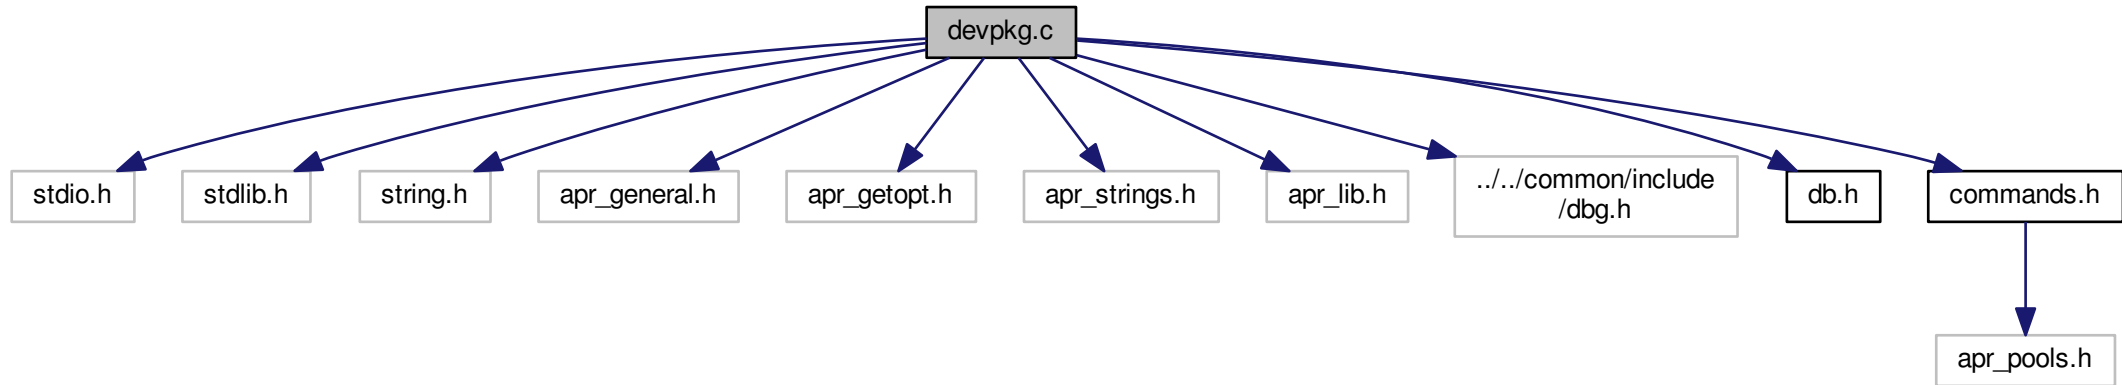 devpkg.c
stdio.h
stdlib.h
string.h
apr_general.h
apr_getopt.h
apr_strings.h
apr_lib.h
../../common/include
/dbg.h
db.h
commands.h
apr_pools.h